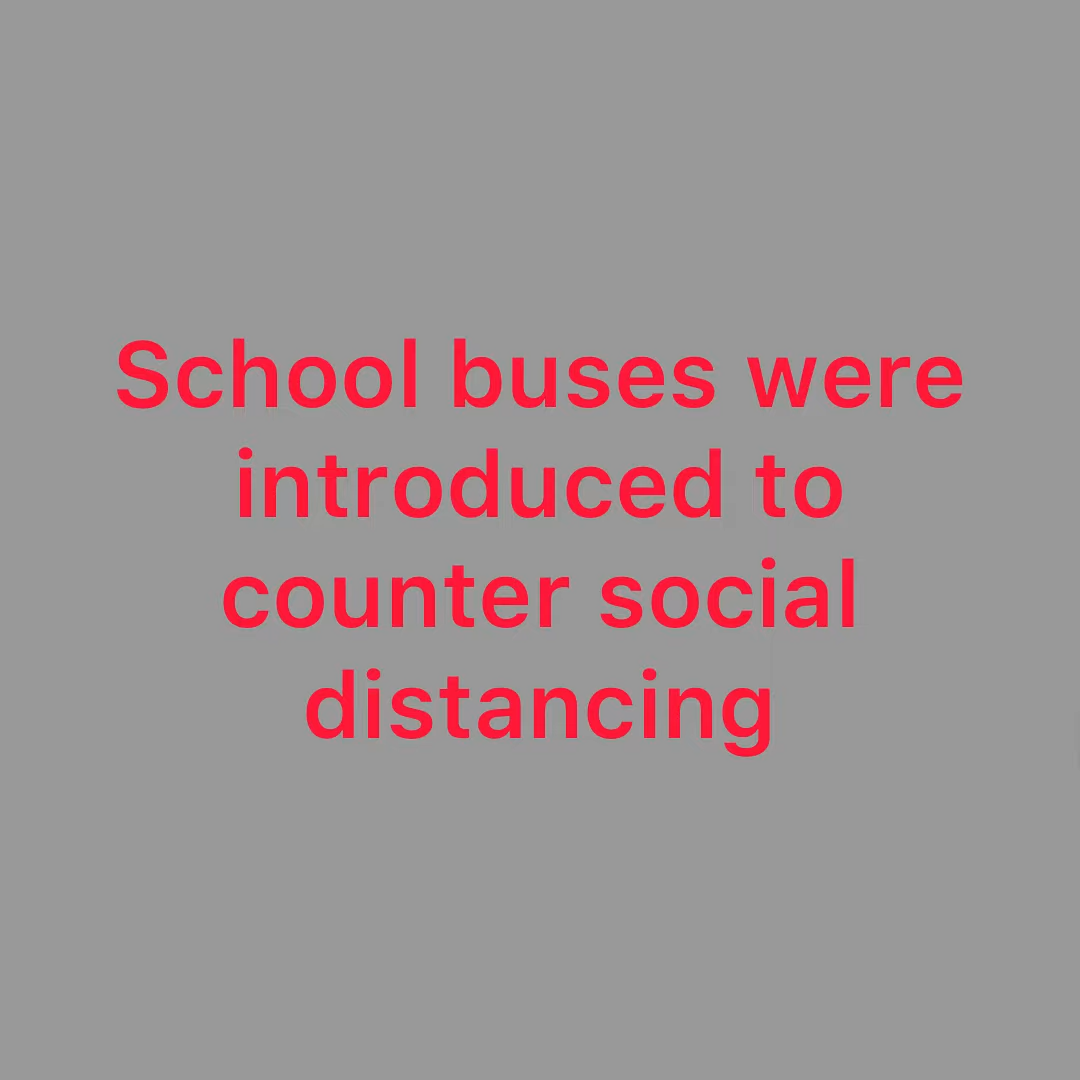 School buses were
introduced to
counter social
distancing